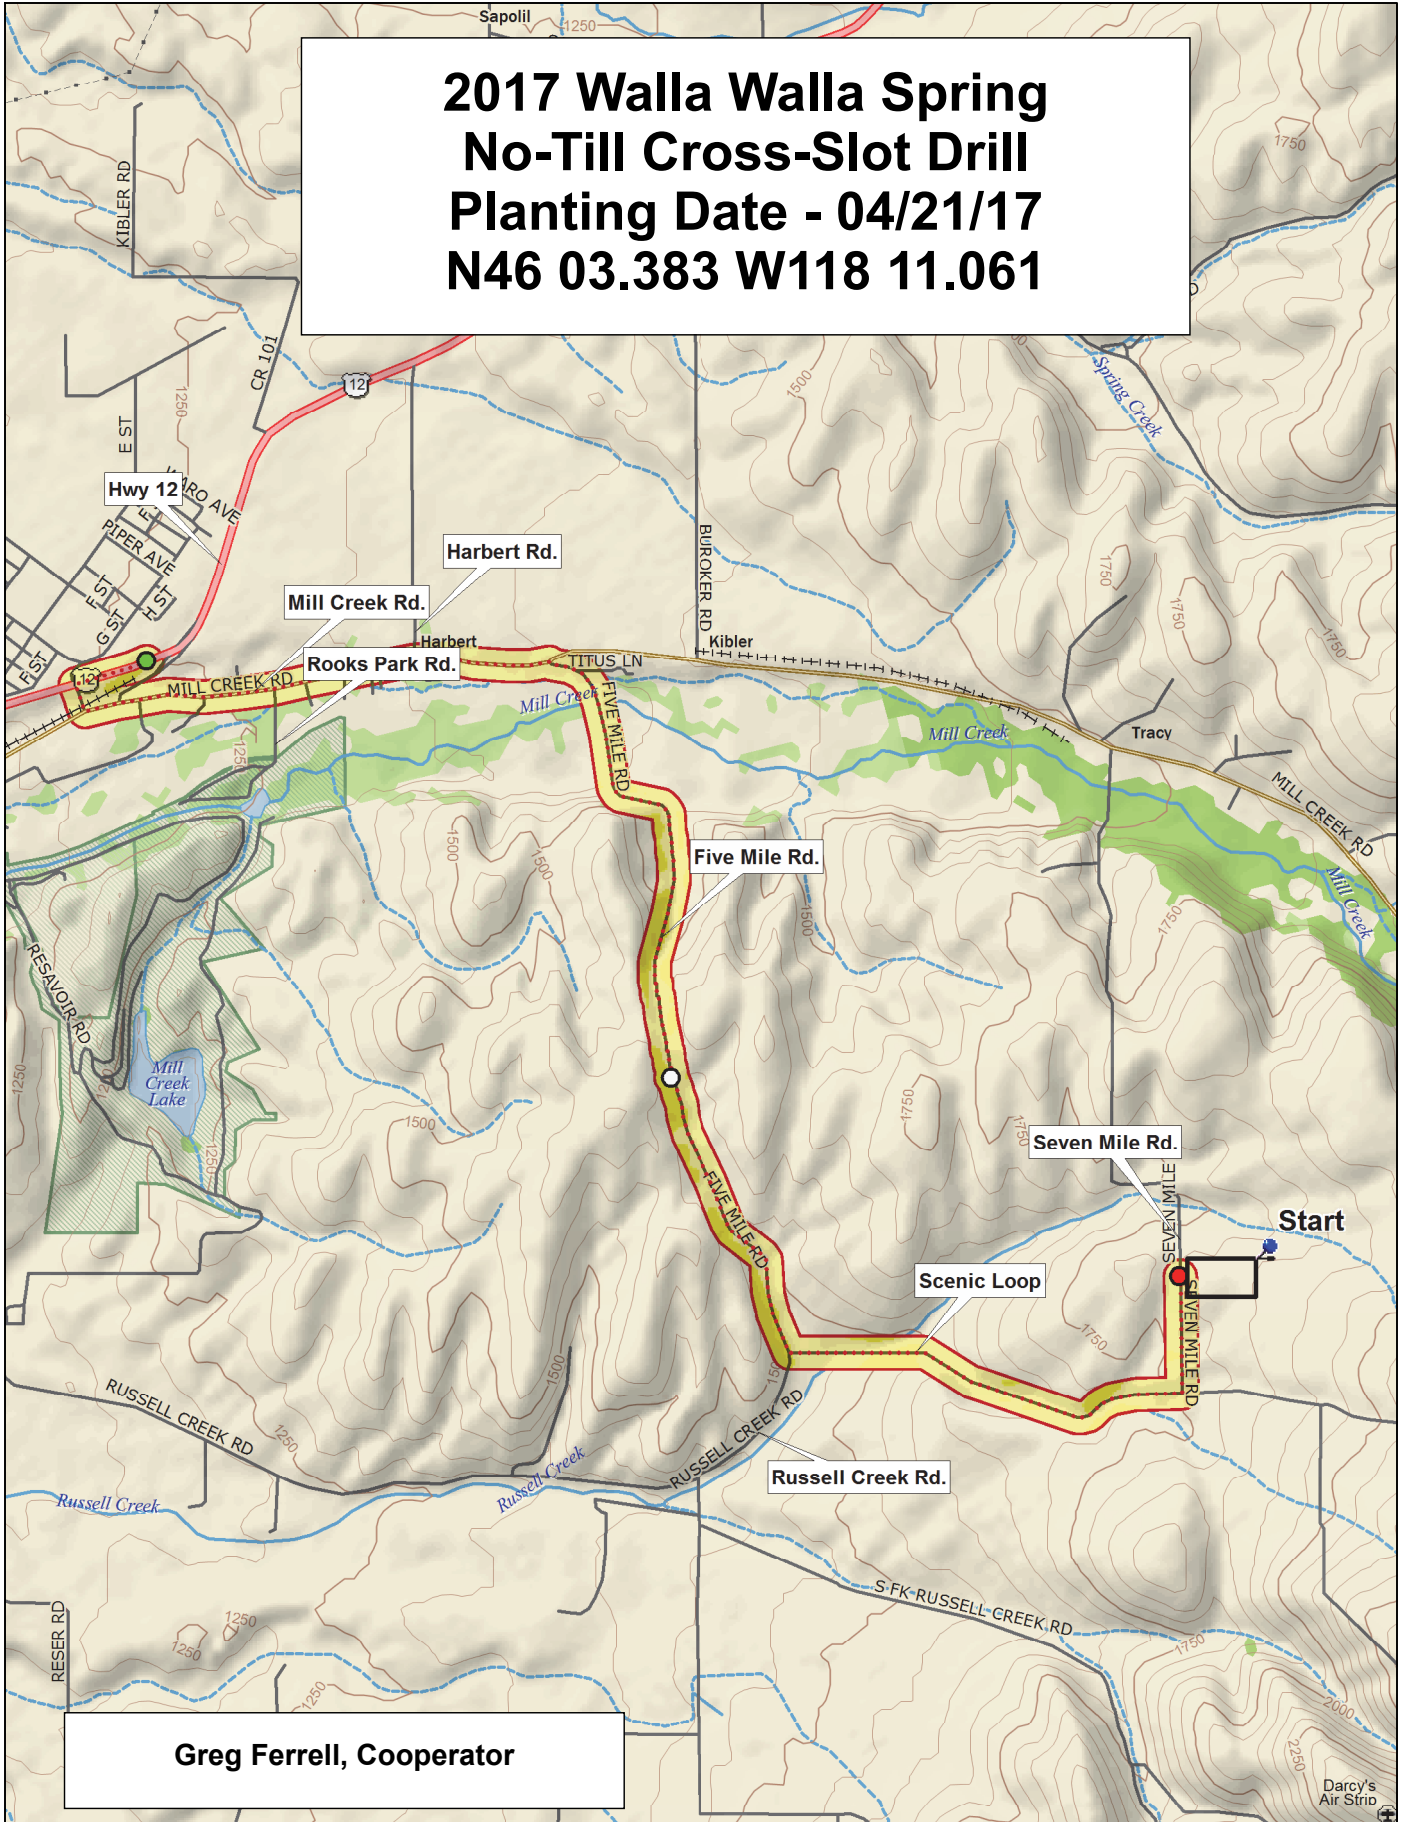 Sapolil
1250
2017 Walla Walla Spring
No-Till Cross-Slot Drill
Planting Date - 04/21/17
N46 03.383 W118 11.061
1750
KIBLER RD
CR 101
12
1250
E ST
1500
Spring Creek
Hwy 12
PIPER AVE
F ST
G ST
H ST
F ST
Harbert Rd.
Mill Creek Rd.
Rooks Park Rd.
Harbert
BUROKER RD
Kibler
TITUS LN
1750
1750
1750
12
MILL CREEK RD
Mill Creek
FIVE MILE RD
Mill Creek
Tracy
MILL CREEK RD
Mill Creek
1250
1500
1500
Five Mile Rd.
1500
1750
RESAVOIR RD
Mill
Creek
Lake
1250
1250
1500
1750
1750
Seven Mile Rd.
SEVEN MILE
Start
FIVE MILE RD
Scenic Loop
SEVEN MILE RD
1750
1500
RUSSELL CREEK RD
1250
RUSSELL CREEK RD
Russell Creek Rd.
Russell Creek
Russell Creek
S FK RUSSELL CREEK RD
RESER RD
1250
1250
1250
1750
2000
2250
Greg Ferrell, Cooperator
Darcy's
Air Strip